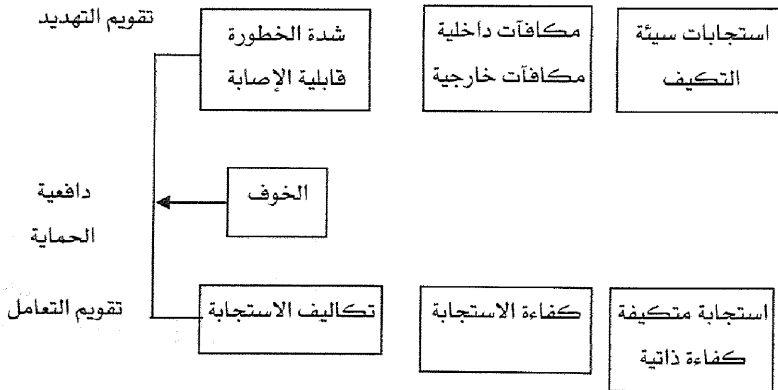 استجابات سيئة
التكيف
مكافآت داخلية
مكافآت خارجية
شدة الخطورة
قابلية الإصابة
تقويم التهديد
الخوف
دافعية
الحماية
استجابة متكيفة
كفاءة ذاتية
كفاءة الاستجابة
تكاليف الاستجابة
تقويم التعامل